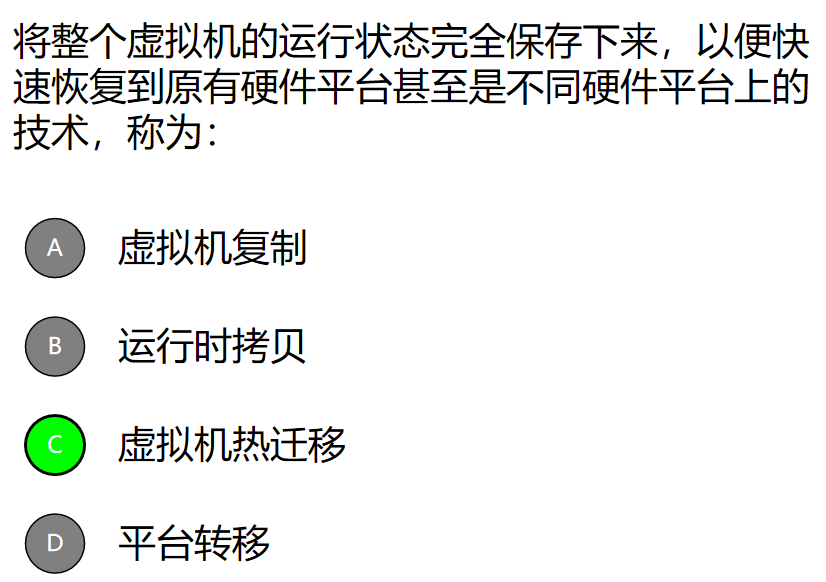 将整个虚拟机的运行状态完全保存下来，以便快
速恢复到原有硬件平台甚至是不同硬件平台上的
技术，称为：
A 虚拟机复制
B 运行时拷贝
C 虚拟机热迁移
D 平台转移